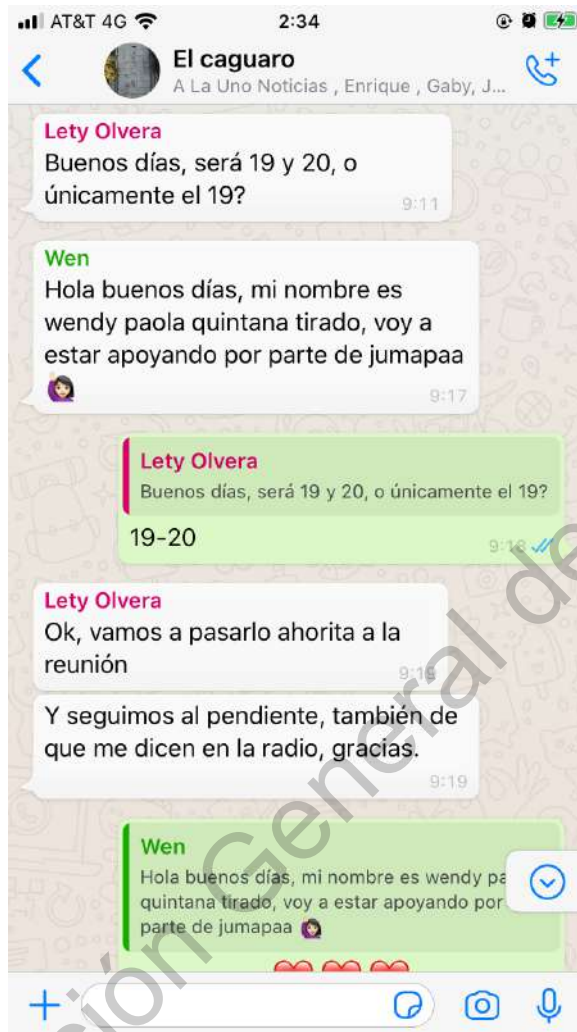 AT&T 4G 2:34
El caguaro
A La Uno Noticias , Enrique , Gaby, J...
Lety Olvera
Buenos días, será 19 y 20, o
únicamente el 19?
9:11
Wen
Hola buenos días, mi nombre es
wendy paola quintana tirado, voy a
estar apoyando por parte de jumapaa
🙋🏻‍♀️
9:17
Lety Olvera
Buenos días, será 19 y 20, o únicamente el 19?
19-20
9:18
Lety Olvera
Ok, vamos a pasarlo ahorita a la
reunión
9:19
Y seguimos al pendiente, también de
que me dicen en la radio, gracias.
9:19
Wen
Hola buenos días, mi nombre es wendy pa
quintana tirado, voy a estar apoyando por
parte de jumapaa 🙋🏻‍♀️
❤️ ❤️ ❤️
ión General de